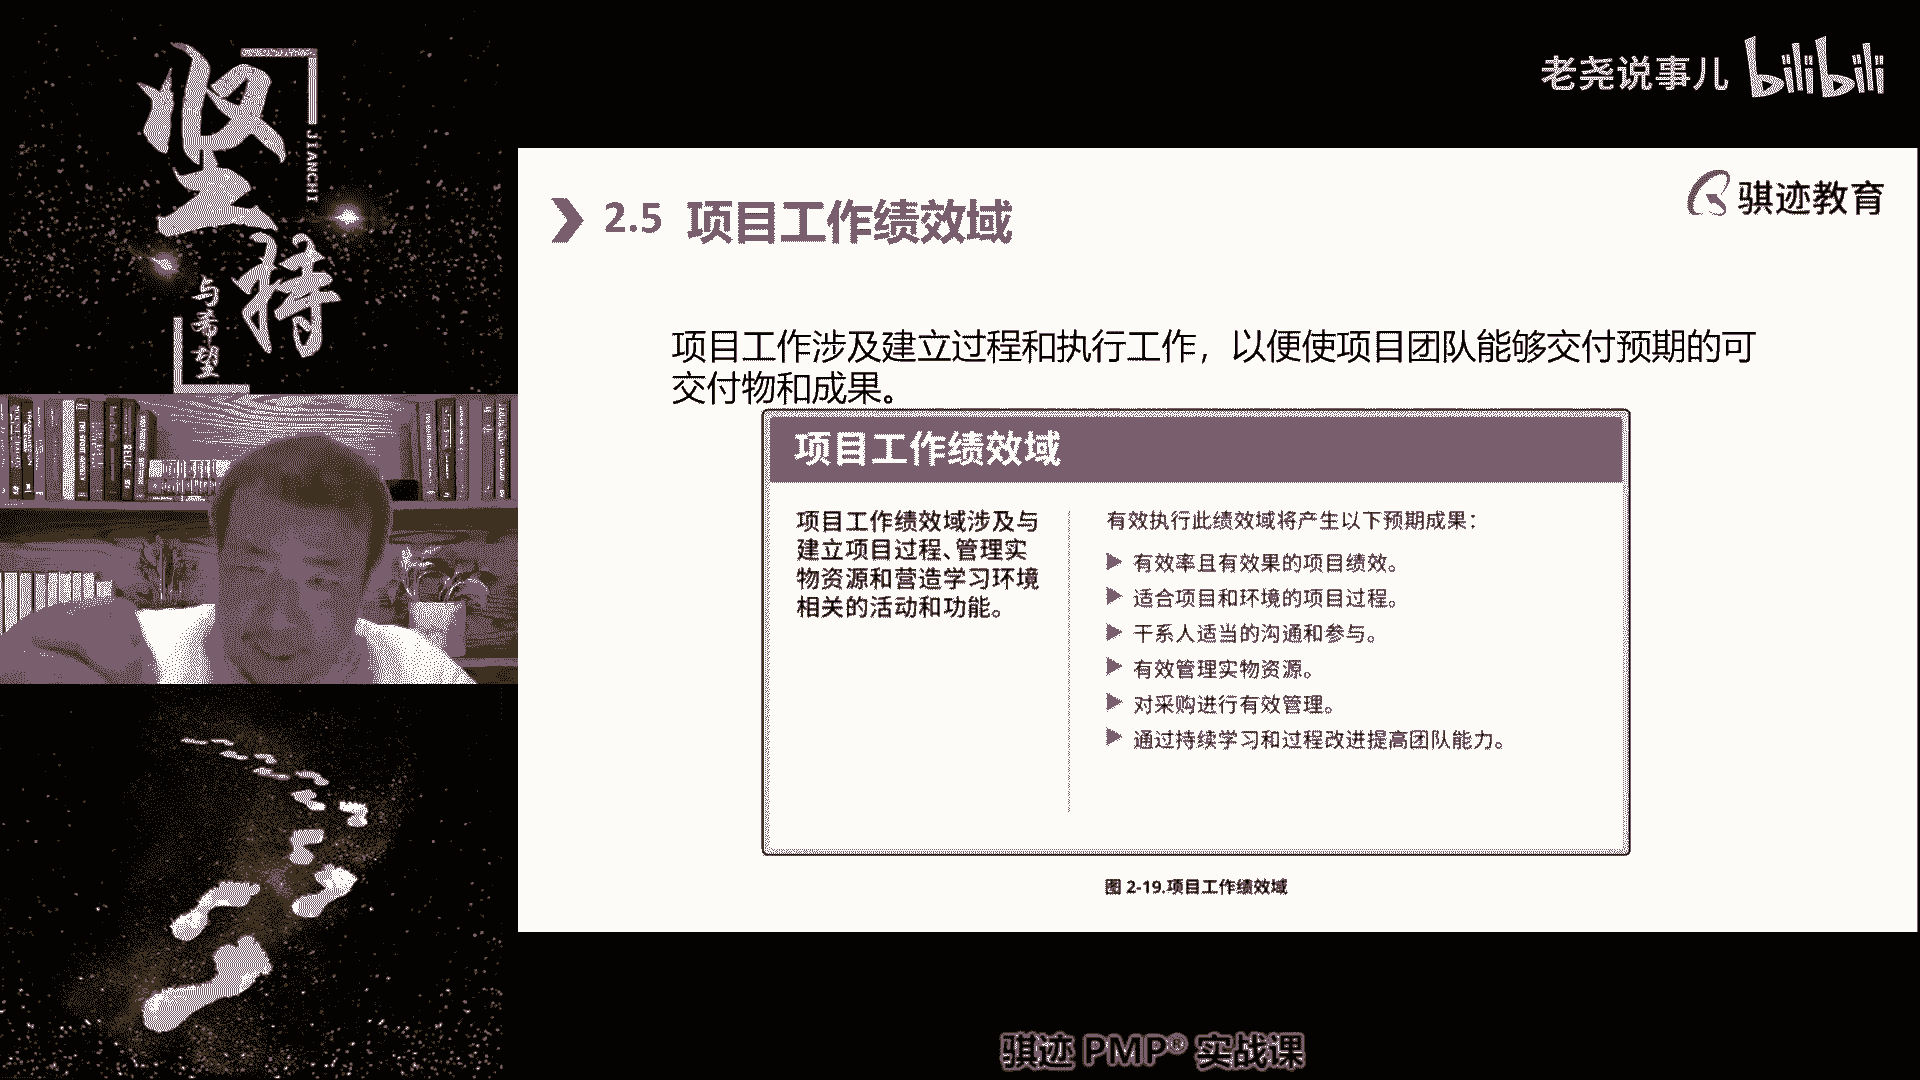 坚持
JIANCHI
与希望
老尧说事儿 bilibili
骐迹教育
2.5 项目工作绩效域
项目工作涉及建立过程和执行工作，以便使项目团队能够交付预期的可
交付物和成果。
项目工作绩效域
项目工作绩效域涉及与
建立项目过程、管理实
物资源和营造学习环境
相关的活动和功能。
有效执行此绩效域将产生以下预期成果：
有效率且有效果的项目绩效。
适合项目和环境的项目过程。
干系人适当的沟通和参与。
有效管理实物资源。
对采购进行有效管理。
通过持续学习和过程改进提高团队能力。
图 2-19.项目工作绩效域
骐迹 PMP® 实战课